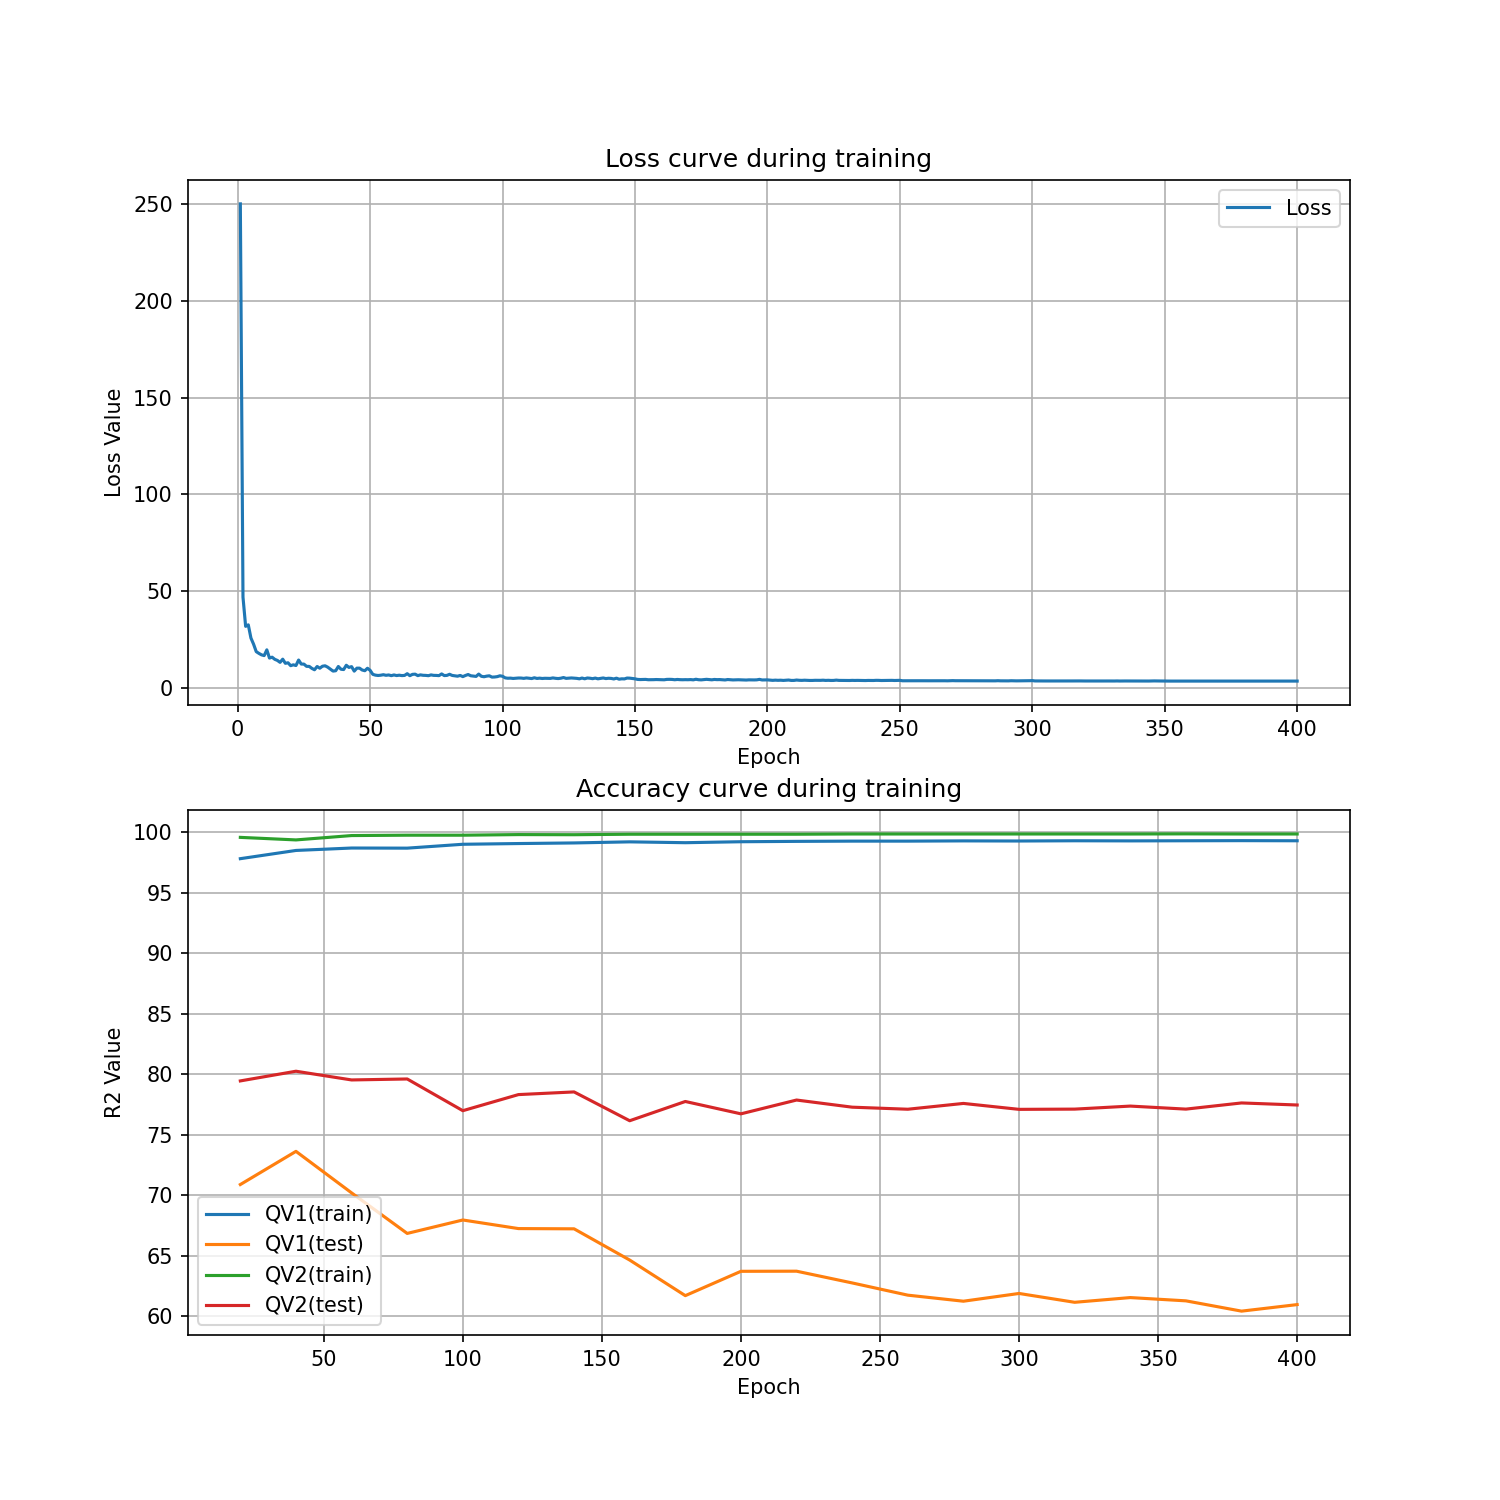 Loss curve during training
250
200
150
100
50
0
Loss Value
Loss
0 50 100 150 200 250 300 350 400
Epoch
Accuracy curve during training
100
95
90
85
80
75
70
65
60
R2 Value
QV1(train)
QV1(test)
QV2(train)
QV2(test)
50 100 150 200 250 300 350 400
Epoch